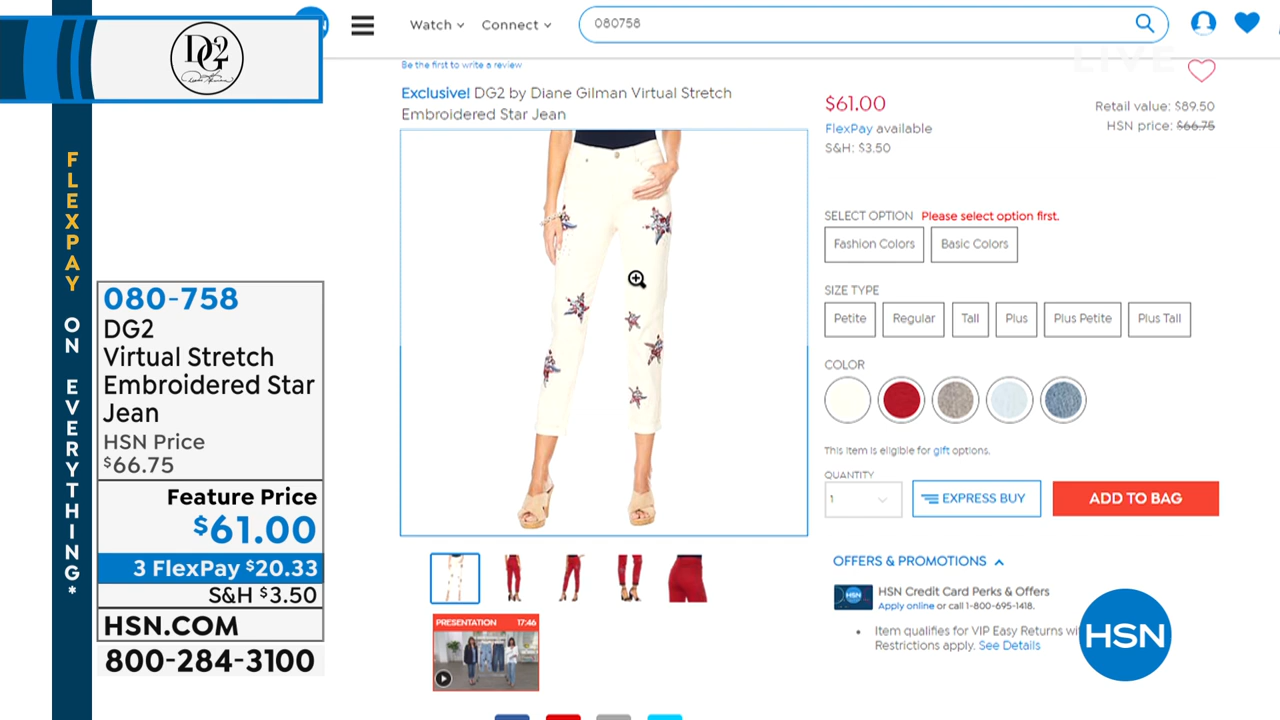 DG2
FLEXPAY ON EVERYTHING*
080-758
DG2
Virtual Stretch
Embroidered Star
Jean
HSN Price
$66.75
Feature Price
$61.00
3 FlexPay $20.33
S&H $3.50
HSN.COM
800-284-3100
Watch
Connect
080758
LIVE
Be the first to write a review
Exclusive! DG2 by Diane Gilman Virtual Stretch
Embroidered Star Jean
$61.00
Retail value: $89.50
FlexPay available
HSN price: $66.75
S&H: $3.50
SELECT OPTION Please select option first.
Fashion Colors
Basic Colors
SIZE TYPE
Petite
Regular
Tall
Plus
Plus Petite
Plus Tall
COLOR
This item is eligible for gift options.
QUANTITY
1
EXPRESS BUY
ADD TO BAG
OFFERS & PROMOTIONS
HSN
HSN Credit Card Perks & Offers
Apply online or call 1-800-695-1418.
Item qualifies for VIP Easy Returns
Restrictions apply. See Details
PRESENTATION 17:46
HSN